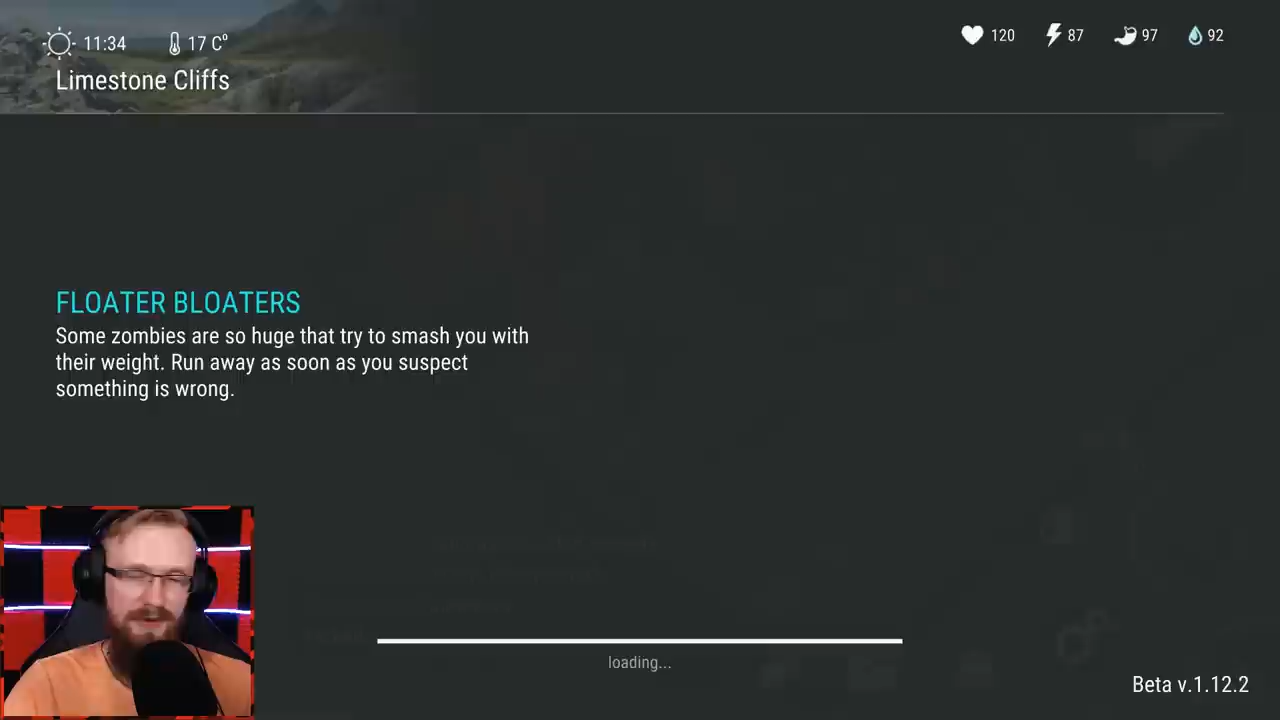 11:34
17 C°
120
87
97
92
Limestone Cliffs
FLOATER BLOATERS
Some zombies are so huge that try to smash you with
their weight. Run away as soon as you suspect
something is wrong.
loading...
Beta v.1.12.2